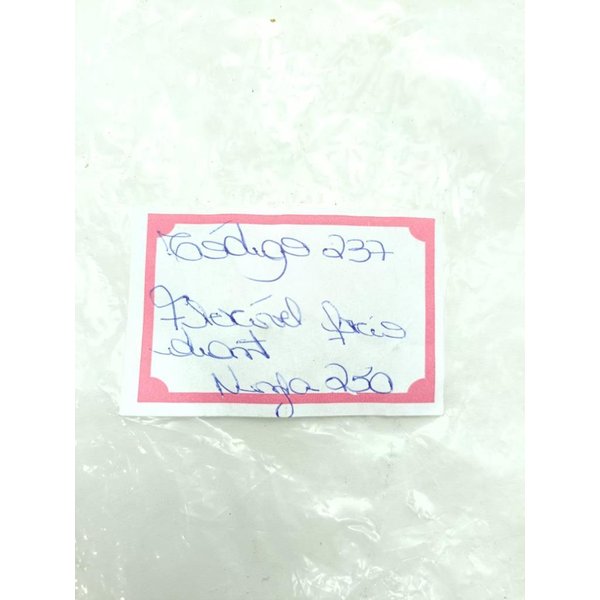 Código 237
Flexível freio
diant
Ninja 250